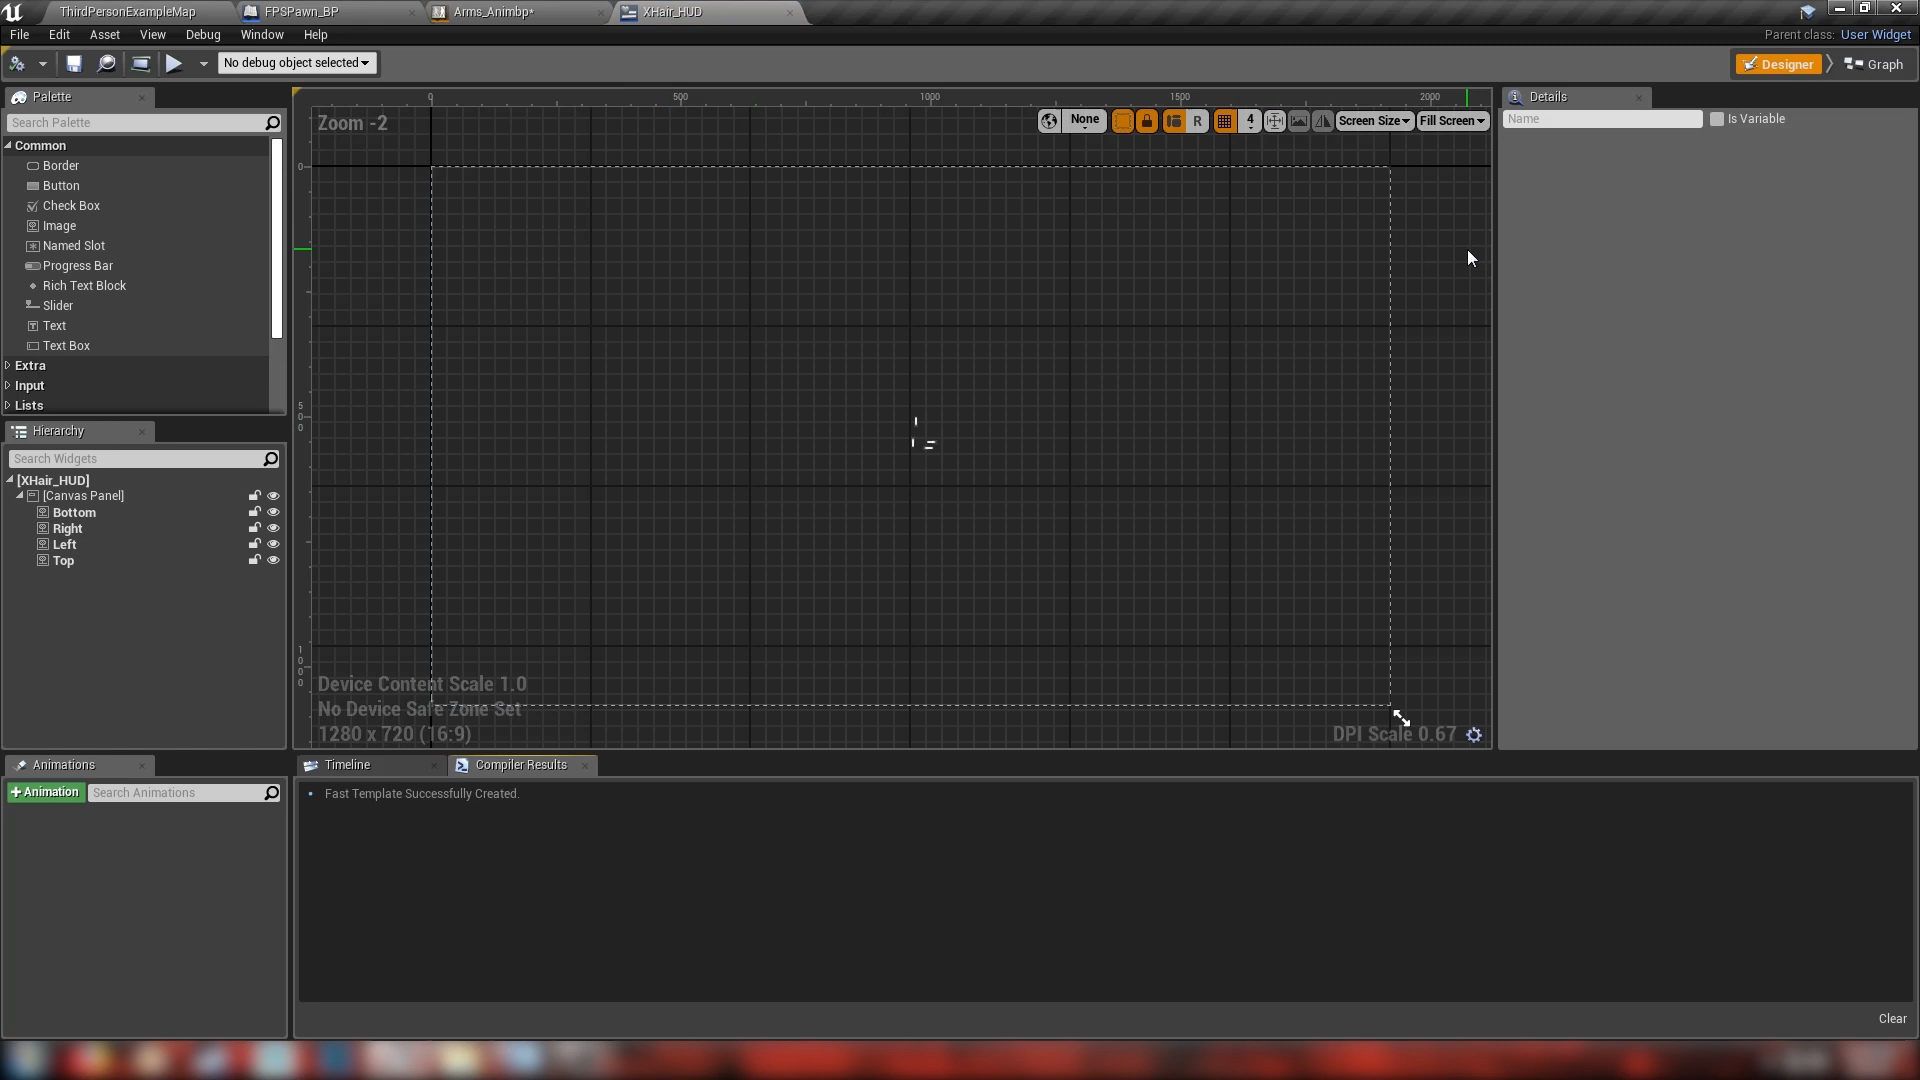 ThirdPersonExampleMap
FPSPawn_BP
Arms_Animbp*
XHair_HUD
File
Edit
Asset
View
Debug
Window
Help
Parent class: User Widget
No debug object selected
Designer
Graph
Palette
Search Palette
Common
Border
Button
Check Box
Image
Named Slot
Progress Bar
Rich Text Block
Slider
Text
Text Box
Extra
Input
Lists
Hierarchy
Search Widgets
[XHair_HUD]
[Canvas Panel]
Bottom
Right
Left
Top
0
500
1000
1500
2000
Zoom -2
None
R
4
Screen Size
Fill Screen
0
500
1000
Device Content Scale 1.0
No Device Safe Zone Set
1280 x 720 (16:9)
DPI Scale 0.67
Details
Name
Is Variable
Animations
+Animation
Search Animations
Timeline
Compiler Results
• Fast Template Successfully Created.
Clear